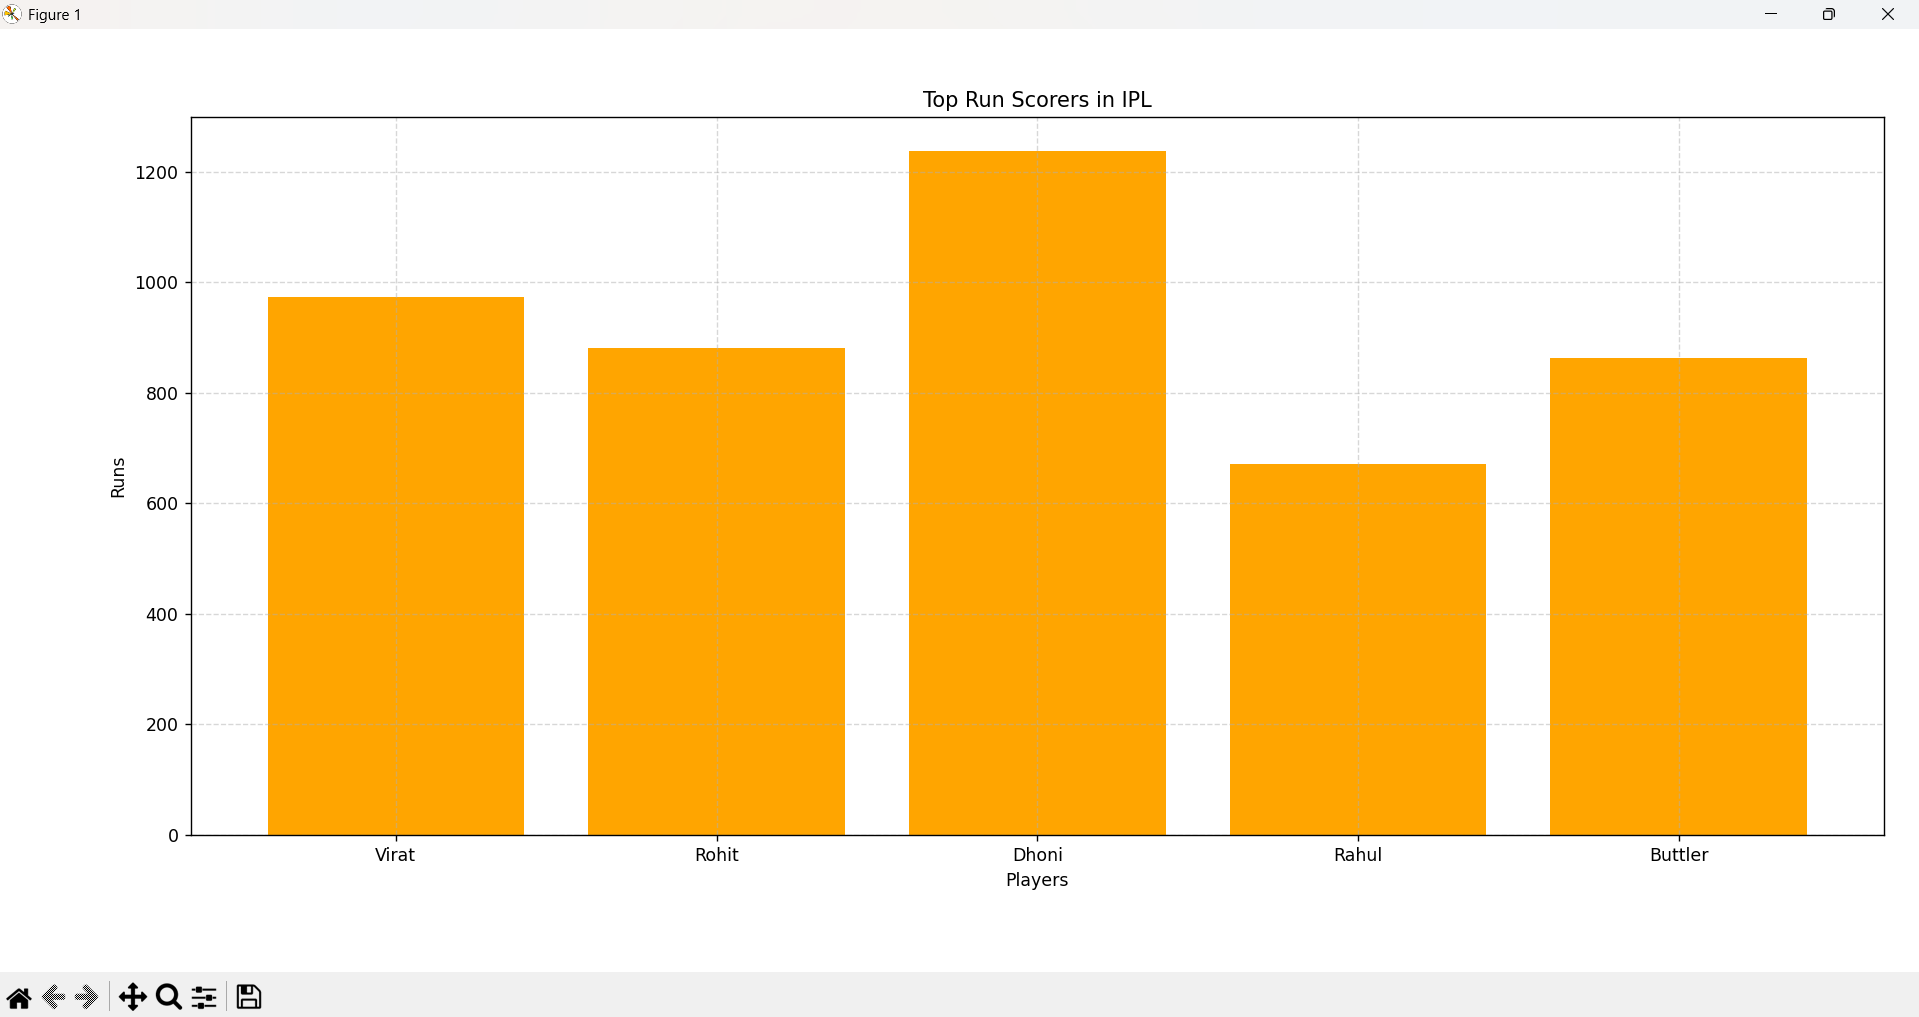 Figure 1
Top Run Scorers in IPL
1200
1000
800
600
400
200
0
Runs
Virat Rohit Dhoni Rahul Buttler
Players